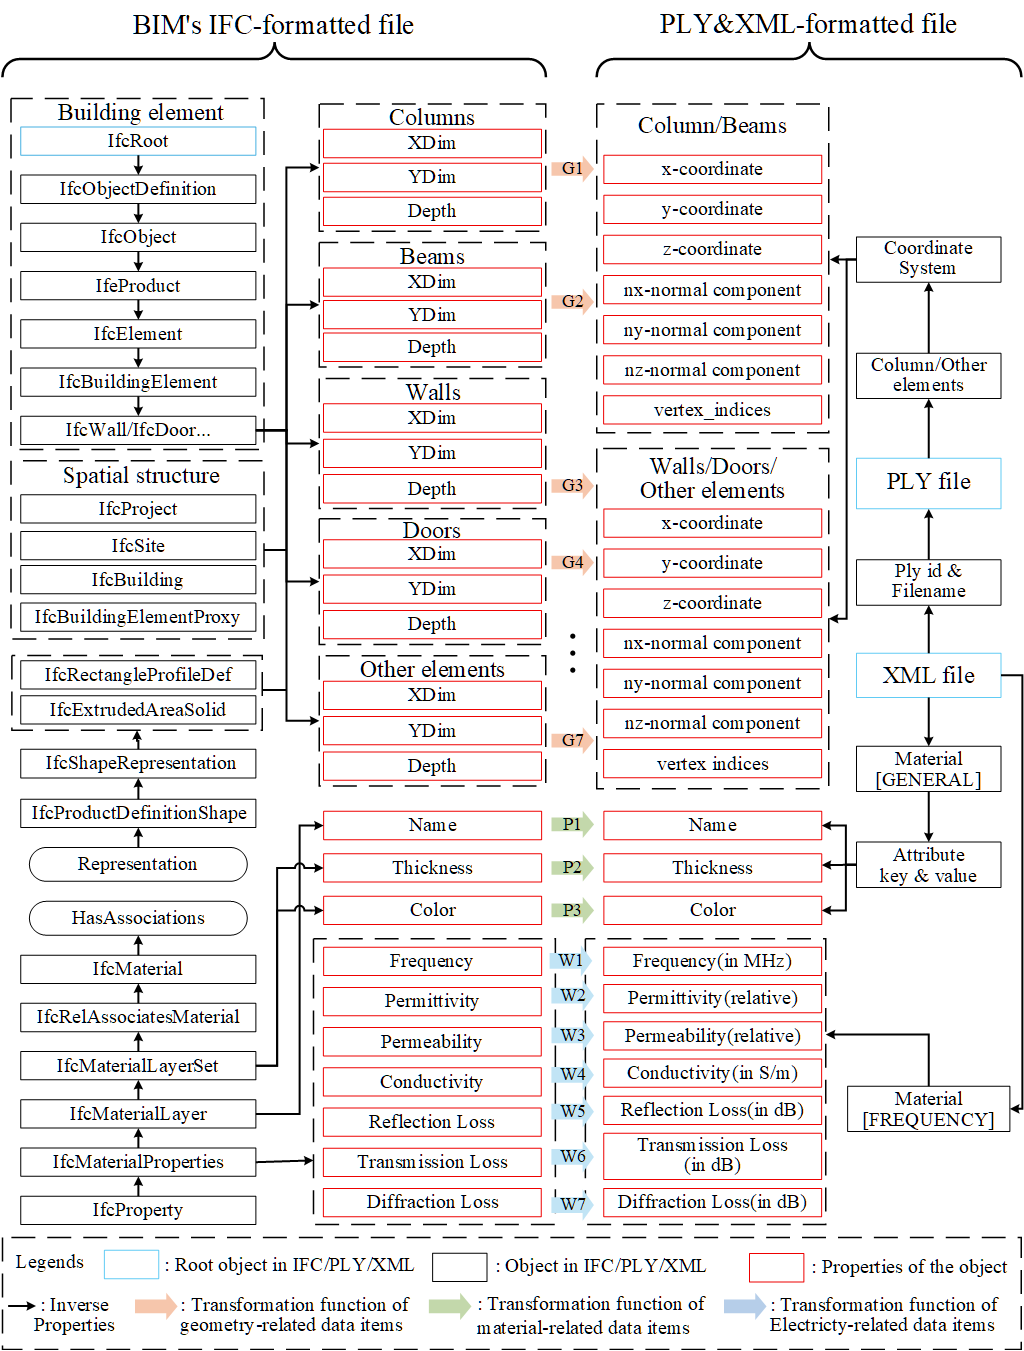 BIM's IFC-formatted file
PLY&XML-formatted file
Building element
IfcRoot
IfcObjectDefinition
IfcObject
IfeProduct
IfcElement
IfcBuildingElement
IfcWall/IfcDoor...
Spatial structure
IfcProject
IfcSite
IfcBuilding
IfcBuildingElementProxy
IfcRectangleProfileDef
IfcExtrudedAreaSolid
IfcShapeRepresentation
IfcProductDefinitionShape
Representation
HasAssociations
IfcMaterial
IfcRelAssociatesMaterial
IfcMaterialLayerSet
IfcMaterialLayer
IfcMaterialProperties
IfcProperty
Columns
XDim
YDim
Depth
Beams
XDim
YDim
Depth
Walls
XDim
YDim
Depth
Doors
XDim
YDim
Depth
Other elements
XDim
YDim
Depth
Name
Thickness
Color
Frequency
Permittivity
Permeability
Conductivity
Reflection Loss
Transmission Loss
Diffraction Loss
G1
G2
G3
G4
G7
P1
P2
P3
W1
W2
W3
W4
W5
W6
W7
Column/Beams
x-coordinate
y-coordinate
z-coordinate
nx-normal component
ny-normal component
nz-normal component
vertex_indices
Walls/Doors/
Other elements
x-coordinate
y-coordinate
z-coordinate
nx-normal component
ny-normal component
nz-normal component
vertex indices
Name
Thickness
Color
Frequency(in MHz)
Permittivity(relative)
Permeability(relative)
Conductivity(in S/m)
Reflection Loss(in dB)
Transmission Loss
(in dB)
Diffraction Loss(in dB)
Coordinate
System
Column/Other
elements
PLY file
Ply id &
Filename
XML file
Material
[GENERAL]
Attribute
key & value
Material
[FREQUENCY]
Legends
: Root object in IFC/PLY/XML
: Object in IFC/PLY/XML
: Properties of the object
: Inverse
Properties
: Transformation function of
geometry-related data items
: Transformation function of
material-related data items
: Transformation function of
Electricty-related data items